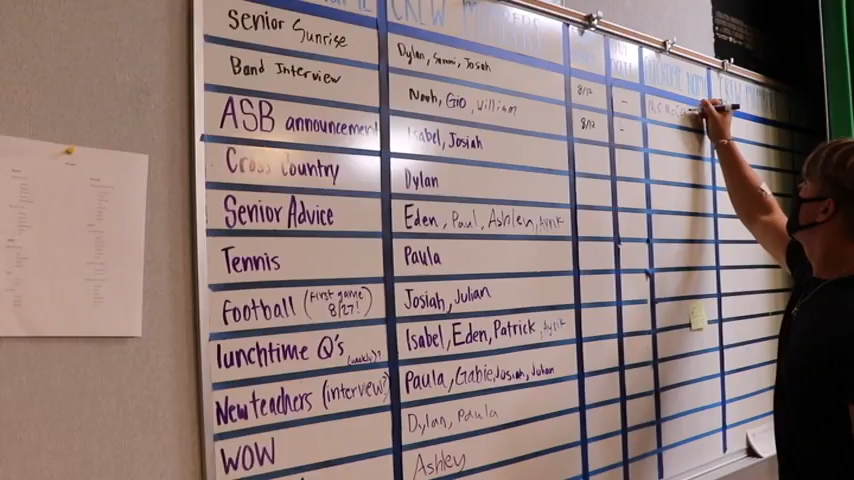 CREW MEMBERS
Senior Sunrise Dylan, Sammi, Josiah
Band Interview Noah, Gio, William 8/12 -
ASB announcement Isabel, Josiah 8/12 -
Cross Country Dylan
Senior Advice Eden, Paul, Ashley,
Tennis Paula
Football (First game 8/27!) Josiah, Julian
lunchtime Q's (weekly)? Isabel, Eden, Patrick,
New teachers (interview? Paula, Gabie, Josiah, Julian
WOW Dylan, Paula
Ashley